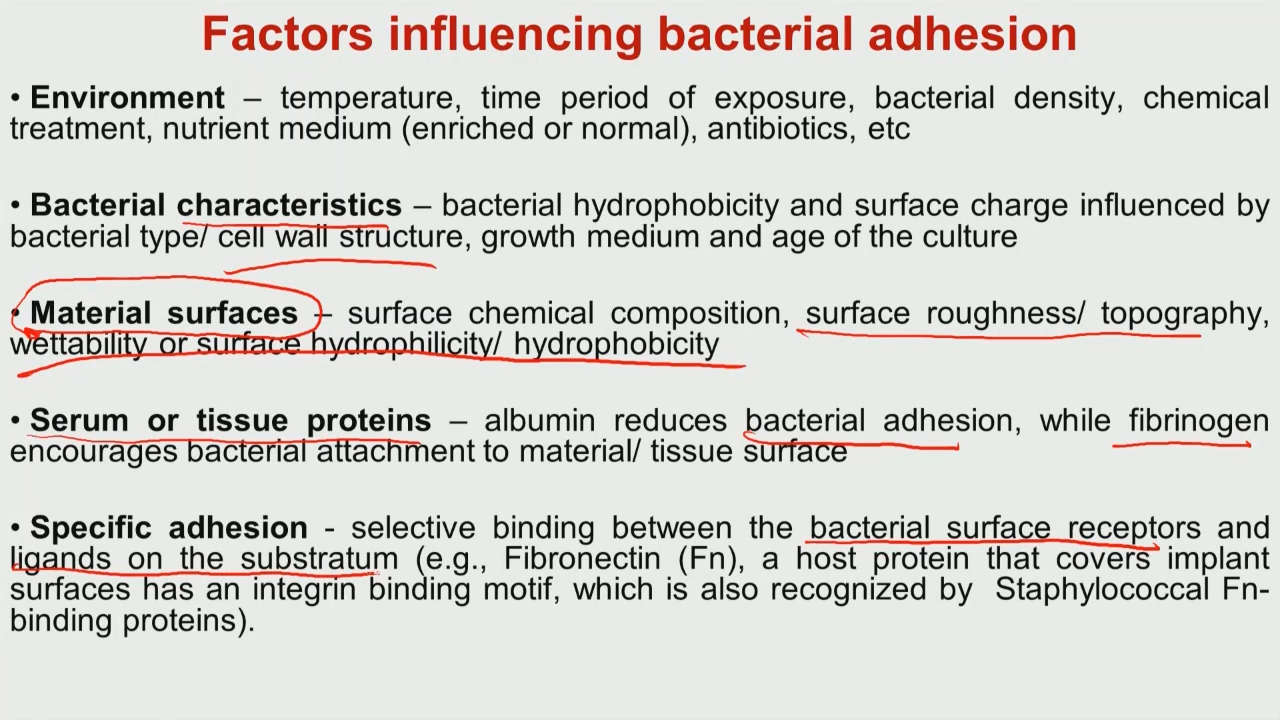 Factors influencing bacterial adhesion
• Environment – temperature, time period of exposure, bacterial density, chemical
treatment, nutrient medium (enriched or normal), antibiotics, etc
• Bacterial characteristics – bacterial hydrophobicity and surface charge influenced by
bacterial type/ cell wall structure, growth medium and age of the culture
• Material surfaces – surface chemical composition, surface roughness/ topography,
wettability or surface hydrophilicity/ hydrophobicity
• Serum or tissue proteins – albumin reduces bacterial adhesion, while fibrinogen
encourages bacterial attachment to material/ tissue surface
• Specific adhesion - selective binding between the bacterial surface receptors and
ligands on the substratum (e.g., Fibronectin (Fn), a host protein that covers implant
surfaces has an integrin binding motif, which is also recognized by Staphylococcal Fn-
binding proteins).